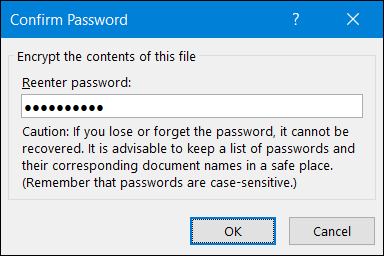 Confirm Password
Encrypt the contents of this file
Reenter password:
●●●●●●●●●●
Caution: If you lose or forget the password, it cannot be
recovered. It is advisable to keep a list of passwords and
their corresponding document names in a safe place.
(Remember that passwords are case-sensitive.)
OK
Cancel